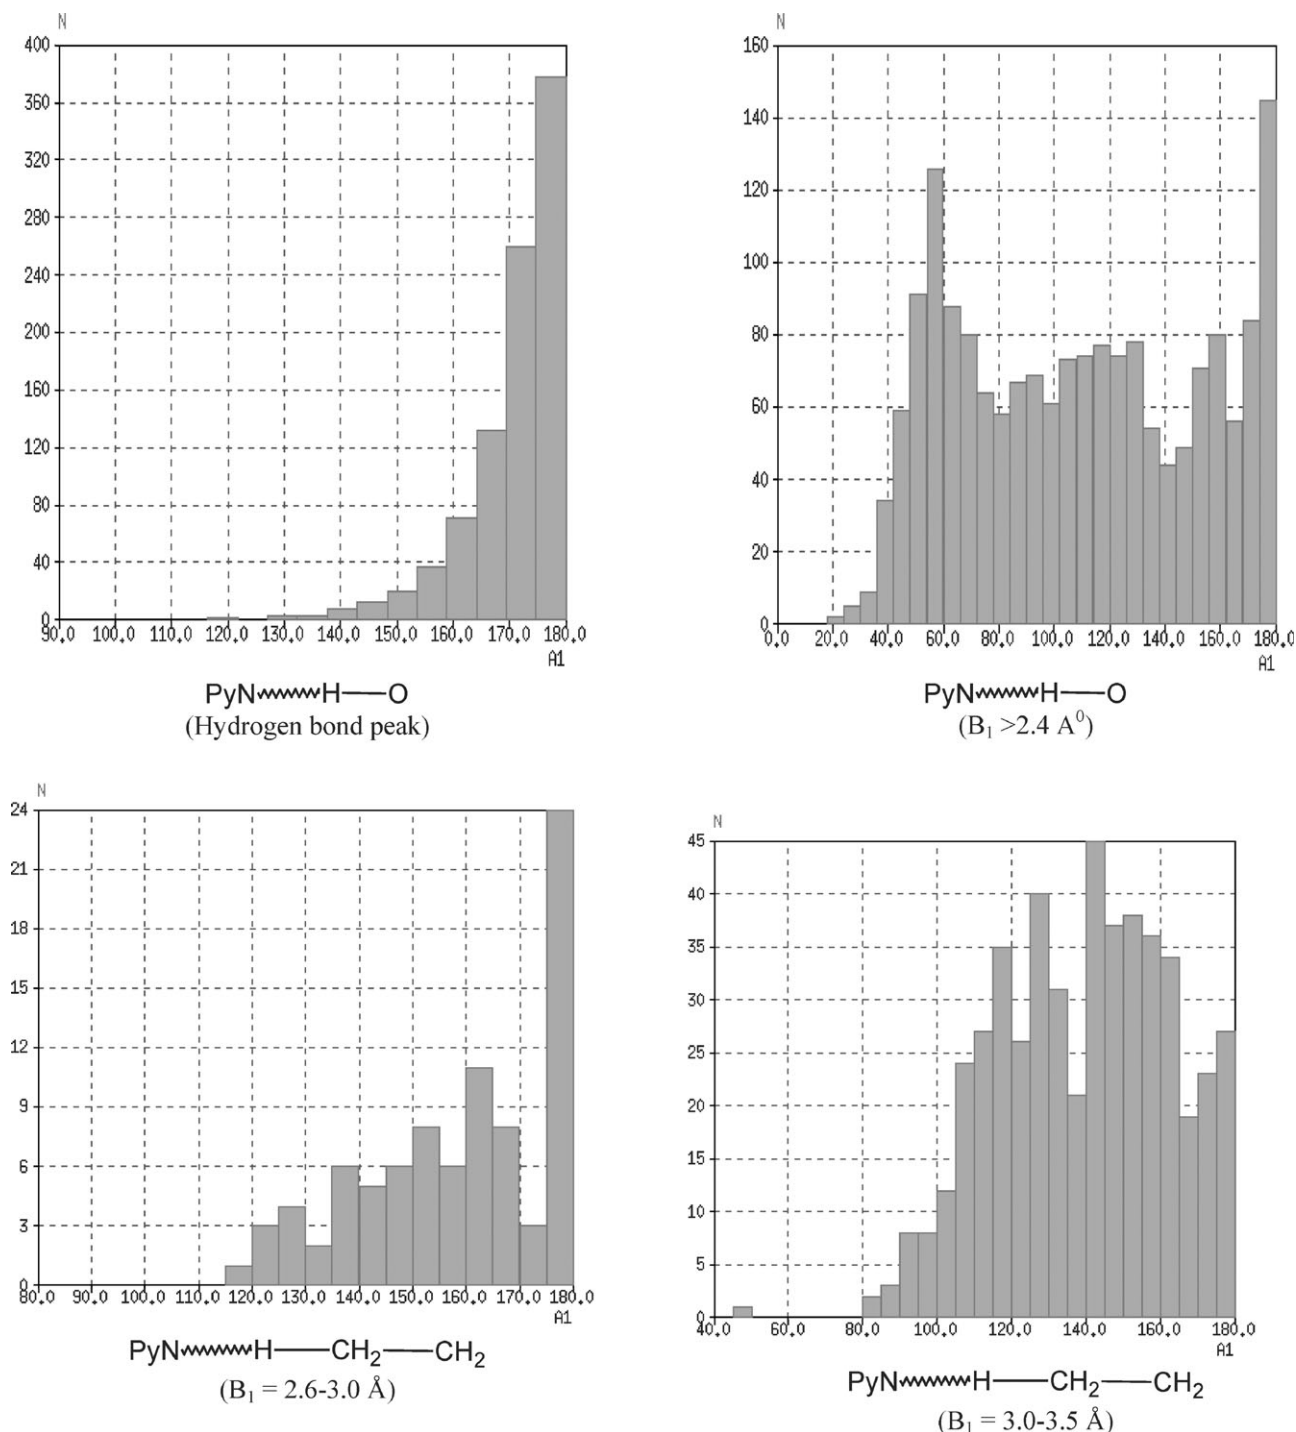 N
400
360
320
280
240
200
160
120
80
40
0
90.0 100.0 110.0 120.0 130.0 140.0 150.0 160.0 170.0 180.0
A1
PyN H O
(Hydrogen bond peak)
N
160
140
120
100
80
60
40
20
0
0.0 20.0 40.0 60.0 80.0 100.0 120.0 140.0 160.0 180.0
A1
PyN H O
(B₁ >2.4 A⁰)
N
24
21
18
15
12
9
6
3
0
80.0 90.0 100.0 110.0 120.0 130.0 140.0 150.0 160.0 170.0 180.0
A1
PyN H CH₂ CH₂
(B₁ = 2.6-3.0 Å)
N
45
40
35
30
25
20
15
10
5
0
40.0 60.0 80.0 100.0 120.0 140.0 160.0 180.0
A1
PyN H CH₂ CH₂
(B₁ = 3.0-3.5 Å)